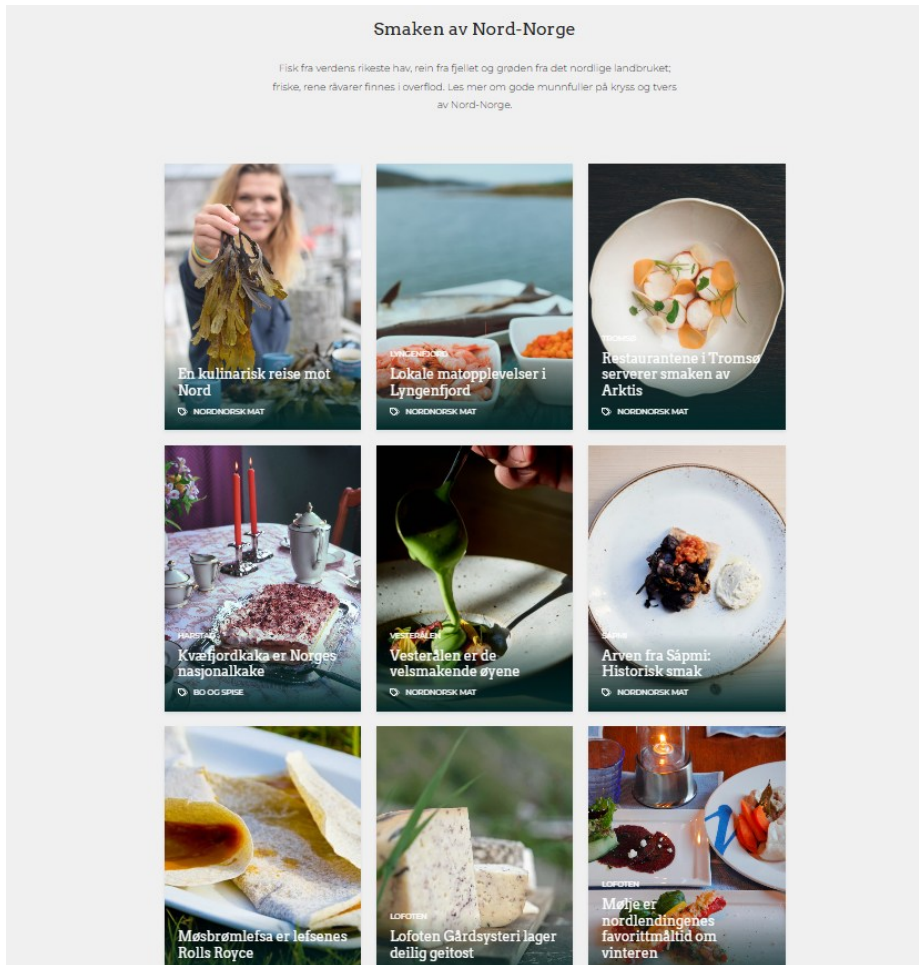 Smaken av Nord-Norge
Fisk fra verdens rikeste hav, rein fra fjellet og grøden fra det nordlige landbruket;
friske, rene råvarer finnes i overflod. Les mer om gode munnfuller på kryss og tvers
av Nord-Norge.
En kulinarisk reise mot
Nord
NORDNORSK MAT
LYNGENFJORD
Lokale matopplevelser i
Lyngenfjord
NORDNORSK MAT
TROMSØ
Restaurantene i Tromsø
serverer smaken av
Arktis
NORDNORSK MAT
HARSTAD
Kvæfjordkaka er Norges
nasjonalkake
BO OG SPISE
VESTERÅLEN
Vesterålen er de
velsmakende øyene
NORDNORSK MAT
SÁPMI
Arven fra Sápmi:
Historisk smak
NORDNORSK MAT
Møsbrømlefsa er lefsenes
Rolls Royce
LOFOTEN
Lofoten Gårdsysteri lager
deilig geitost
LOFOTEN
Mølje er
nordlendingenes
favorittmåltid om
vinteren